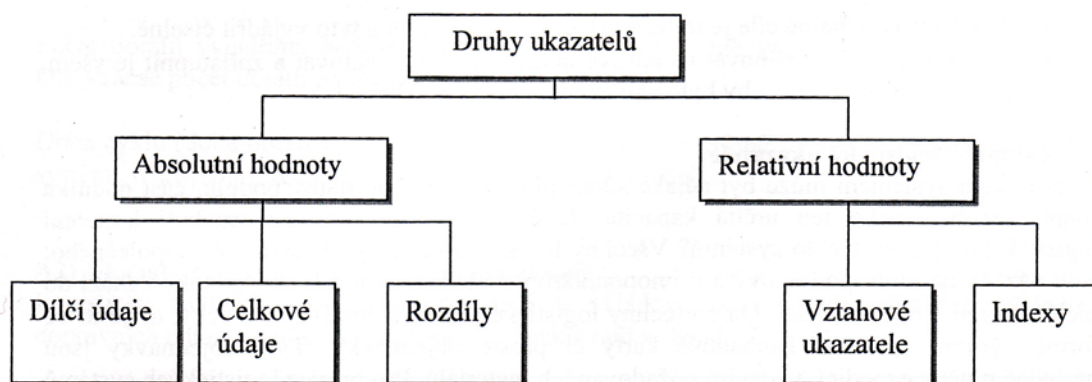 Druhy ukazatelů
Absolutní hodnoty
Relativní hodnoty
Dílčí údaje
Celkové
údaje
Rozdíly
Vztahové
ukazatele
Indexy